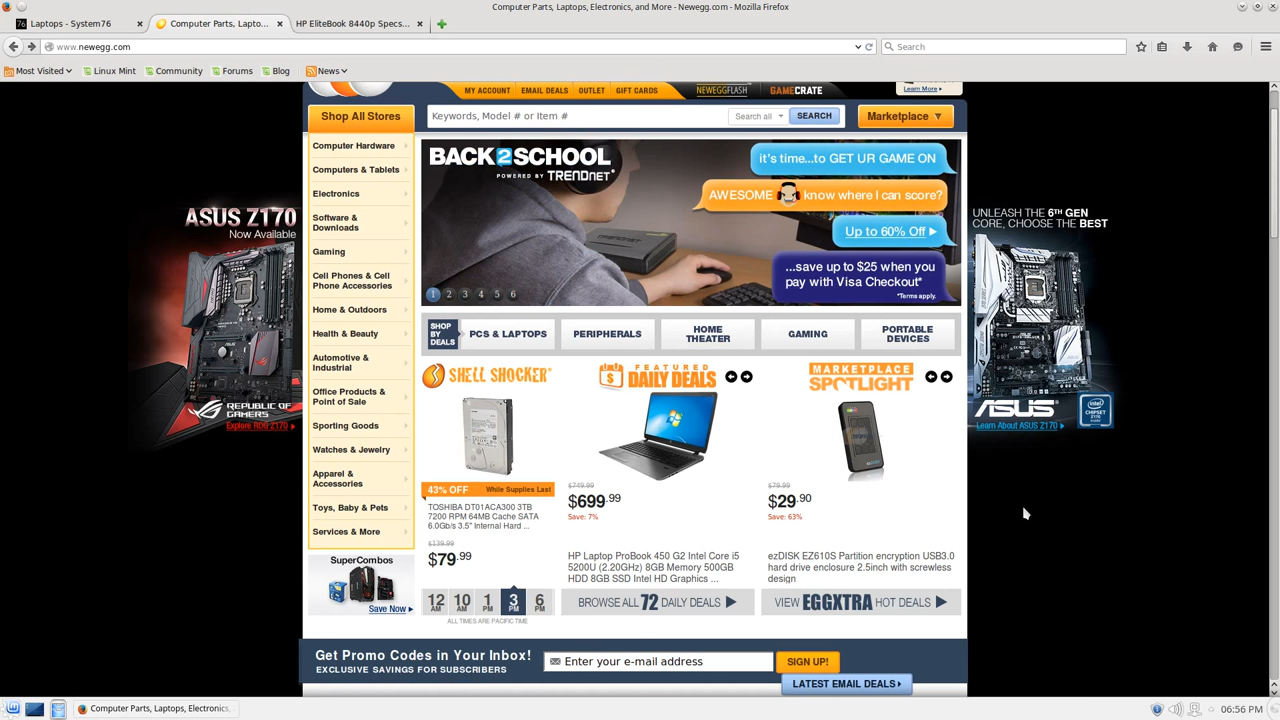 Computer Parts, Laptops, Electronics, and More - Newegg.com - Mozilla Firefox
Laptops - System76
Computer Parts, Lapto...
HP EliteBook 8440p Specs...
www.newegg.com
Search
Most Visited
Linux Mint
Community
Forums
Blog
News
MY ACCOUNT
EMAIL DEALS
OUTLET
GIFT CARDS
NEWEGGFLASH
GAMECRATE
Learn More
Shop All Stores
Keywords, Model # or Item #
Search all
SEARCH
Marketplace
Computer Hardware
Computers & Tablets
Electronics
Software &
Downloads
Gaming
Cell Phones & Cell
Phone Accessories
Home & Outdoors
Health & Beauty
Automotive &
Industrial
Office Products &
Point of Sale
Sporting Goods
Watches & Jewelry
Apparel &
Accessories
Toys, Baby & Pets
Services & More
SuperCombos
Save Now
ASUS Z170
Now Available
REPUBLIC OF
GAMERS
Explore ROG Z170
BACK2SCHOOL
POWERED BY TRENDNET
it's time...to GET UR GAME ON
AWESOME know where I can score?
Up to 60% Off
...save up to $25 when you
pay with Visa Checkout*
*Terms apply.
1 2 3 4 5 6
UNLEASH THE 6TH GEN
CORE, CHOOSE THE BEST
ASUS
intel
CHIPSET
Z170
Learn About ASUS Z170
SHOP
BY
DEALS
PCS & LAPTOPS
PERIPHERALS
HOME
THEATER
GAMING
PORTABLE
DEVICES
SHELL SHOCKER
43% OFF
While Supplies Last
TOSHIBA DT01ACA300 3TB
7200 RPM 64MB Cache SATA
6.0Gb/s 3.5" Internal Hard ...
$139.99
$79.99
12 AM
10 AM
1 PM
3 PM
6 PM
ALL TIMES ARE PACIFIC TIME
FEATURED
DAILY DEALS
$749.99
$699.99
Save: 7%
HP Laptop ProBook 450 G2 Intel Core i5
5200U (2.20GHz) 8GB Memory 500GB
HDD 8GB SSD Intel HD Graphics ...
BROWSE ALL 72 DAILY DEALS
MARKETPLACE
SPOTLIGHT
$79.99
$29.90
Save: 63%
ezDISK EZ610S Partition encryption USB3.0
hard drive enclosure 2.5inch with screwless
design
VIEW EGGXTRA HOT DEALS
Get Promo Codes in Your Inbox!
EXCLUSIVE SAVINGS FOR SUBSCRIBERS
Enter your e-mail address
SIGN UP!
LATEST EMAIL DEALS
Computer Parts, Laptops, Electronics,
06:56 PM